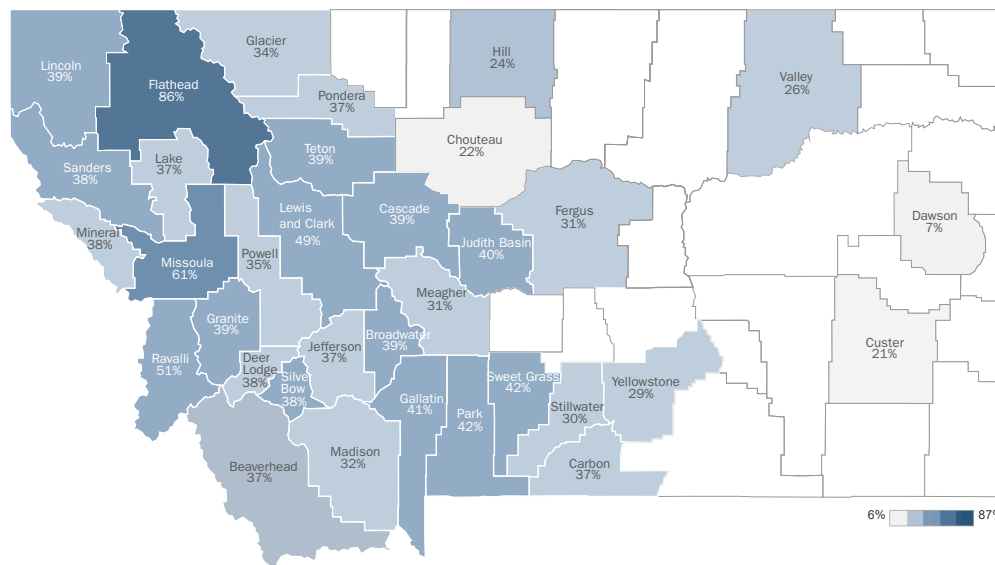 Glacier
34%
Hill
24%
Lincoln
39%
Flathead
86%
Valley
26%
Pondera
37%
Chouteau
22%
Teton
39%
Lake
37%
Sanders
38%
Lewis
and Clark
49%
Cascade
39%
Fergus
31%
Dawson
7%
Mineral
38%
Judith Basin
40%
Missoula
61%
Powell
35%
Meagher
31%
Granite
39%
Broadwater
39%
Jefferson
37%
Custer
21%
Ravalli
51%
Deer
Lodge
38%
Silver
Bow
38%
Sweet Grass
42%
Yellowstone
29%
Gallatin
41%
Park
42%
Stillwater
30%
Madison
32%
Beaverhead
37%
Carbon
37%
6%
87%